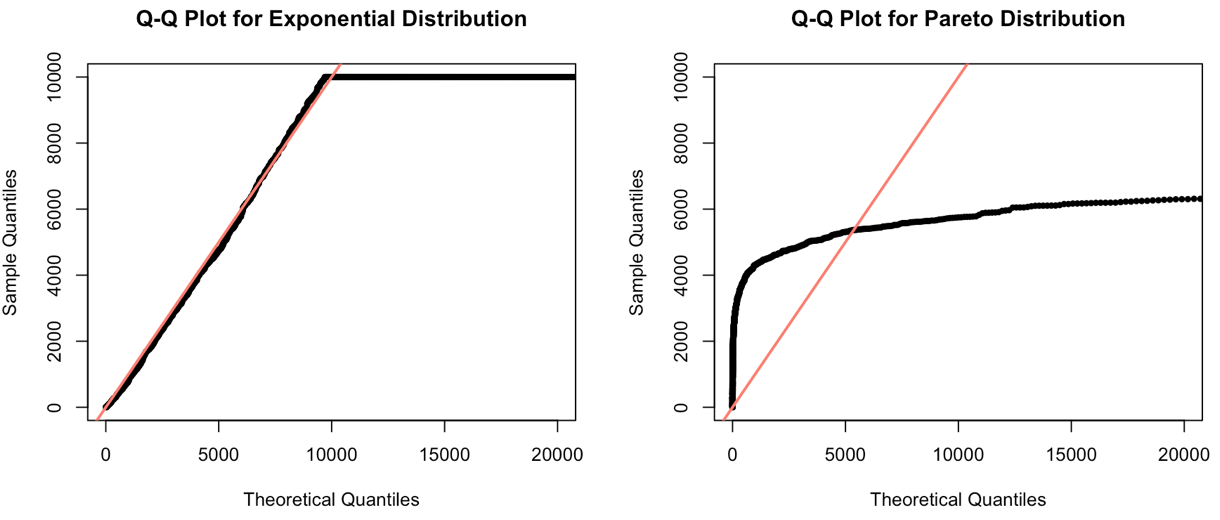 Q-Q Plot for Exponential Distribution
Sample Quantiles
10000
8000
6000
4000
2000
0
0 5000 10000 15000 20000
Theoretical Quantiles
Q-Q Plot for Pareto Distribution
Sample Quantiles
10000
8000
6000
4000
2000
0
0 5000 10000 15000 20000
Theoretical Quantiles